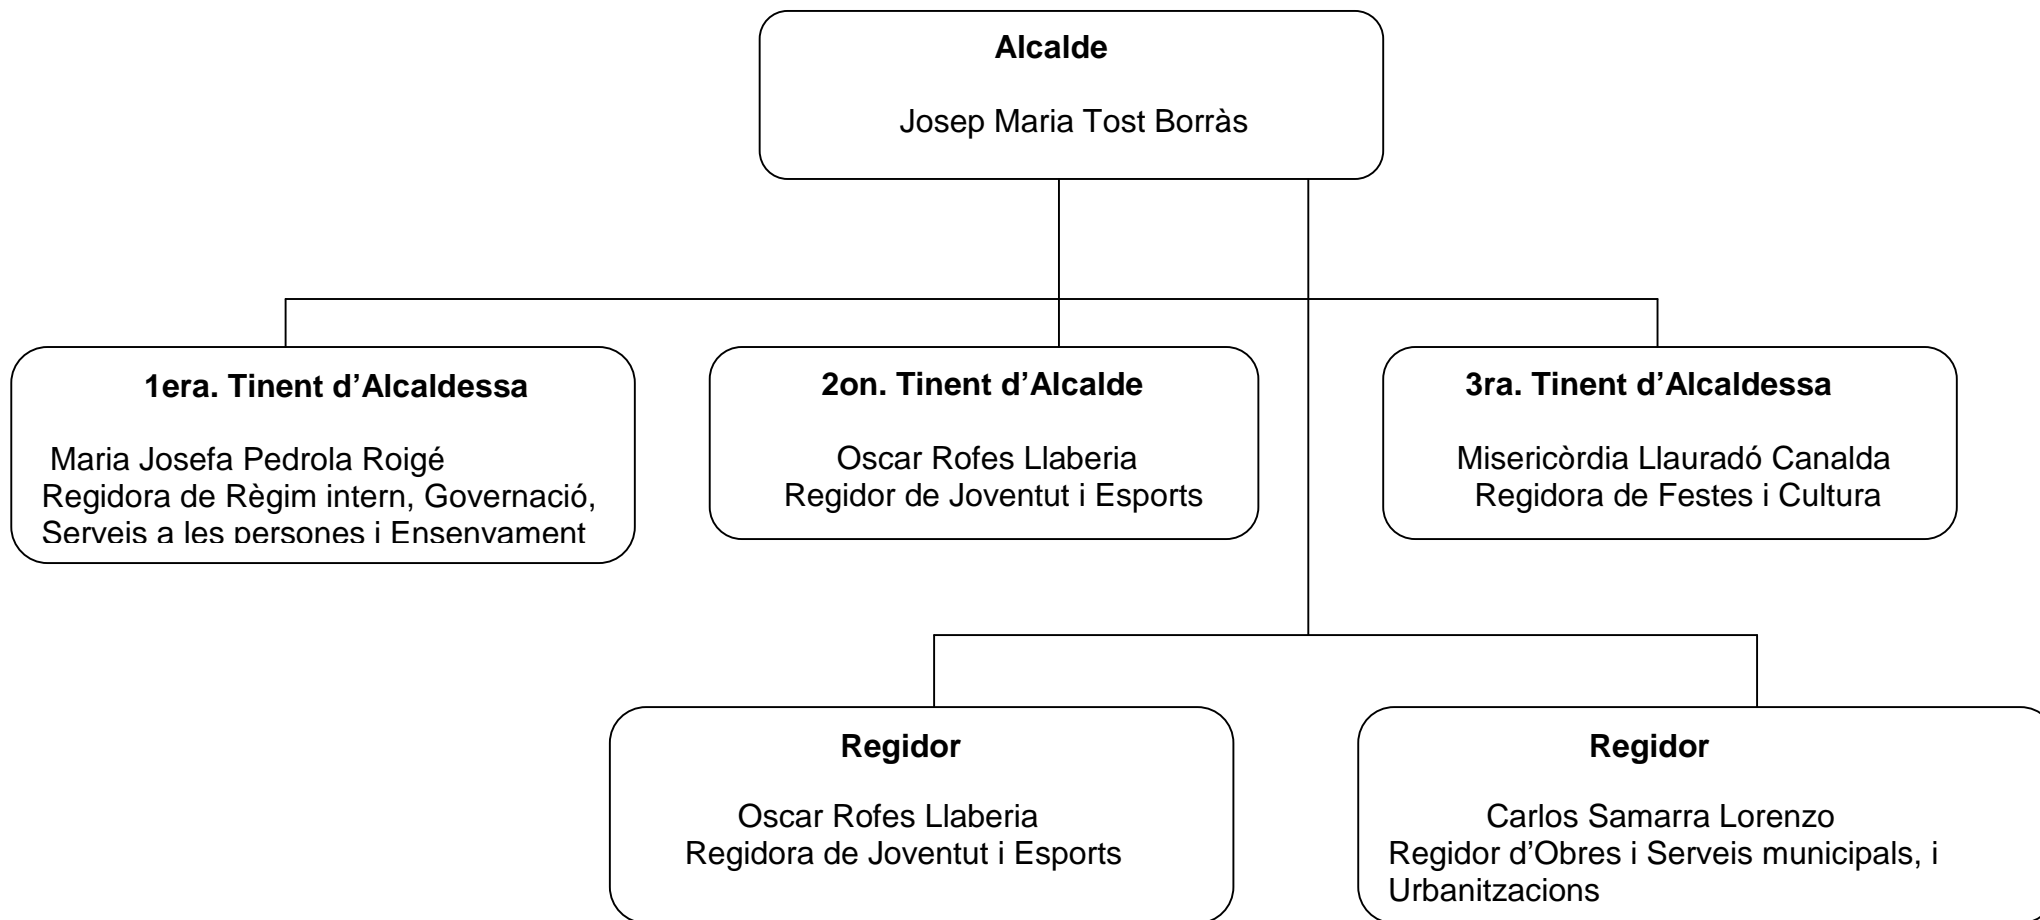 Alcalde
Josep Maria Tost Borràs
1era. Tinent d’Alcaldessa
Maria Josefa Pedrola Roigé
Regidora de Règim intern, Governació,
Serveis a les persones i Ensenyament
2on. Tinent d’Alcalde
Oscar Rofes Llaberia
Regidor de Joventut i Esports
3ra. Tinent d’Alcaldessa
Misericòrdia Llauradó Canalda
Regidora de Festes i Cultura
Regidor
Oscar Rofes Llaberia
Regidora de Joventut i Esports
Regidor
Carlos Samarra Lorenzo
Regidor d’Obres i Serveis municipals, i
Urbanitzacions